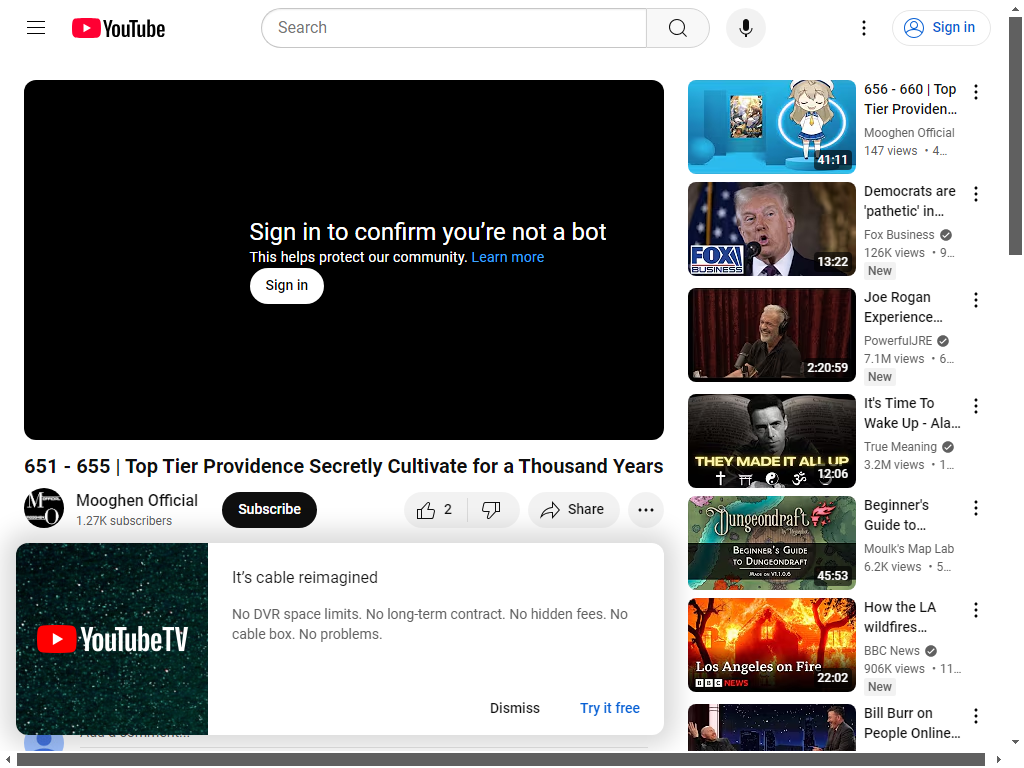 YouTube
Search
Sign in
Sign in to confirm you’re not a bot
This helps protect our community. Learn more
Sign in
651 - 655 | Top Tier Providence Secretly Cultivate for a Thousand Years
Mooghen Official
1.27K subscribers
Subscribe
2
Share
YouTubeTV
It’s cable reimagined
No DVR space limits. No long-term contract. No hidden fees. No
cable box. No problems.
Dismiss
Try it free
Add a comment...
41:11
656 - 660 | Top
Tier Providen...
Mooghen Official
147 views • 4...
FOX
BUSINESS
13:22
Democrats are
'pathetic' in...
Fox Business
126K views • 9...
New
2:20:59
Joe Rogan
Experience...
PowerfulJRE
7.1M views • 6...
New
THEY MADE IT ALL UP
12:06
It's Time To
Wake Up - Ala...
True Meaning
3.2M views • 1...
Dungeondraft
BEGINNER'S GUIDE
TO DUNGEONDRAFT
MADE ON V1.1.0.6
45:53
Beginner's
Guide to...
Moulk's Map Lab
6.2K views • 5...
Los Angeles on Fire
BBC NEWS
22:02
How the LA
wildfires...
BBC News
906K views • 11...
New
Bill Burr on
People Online...